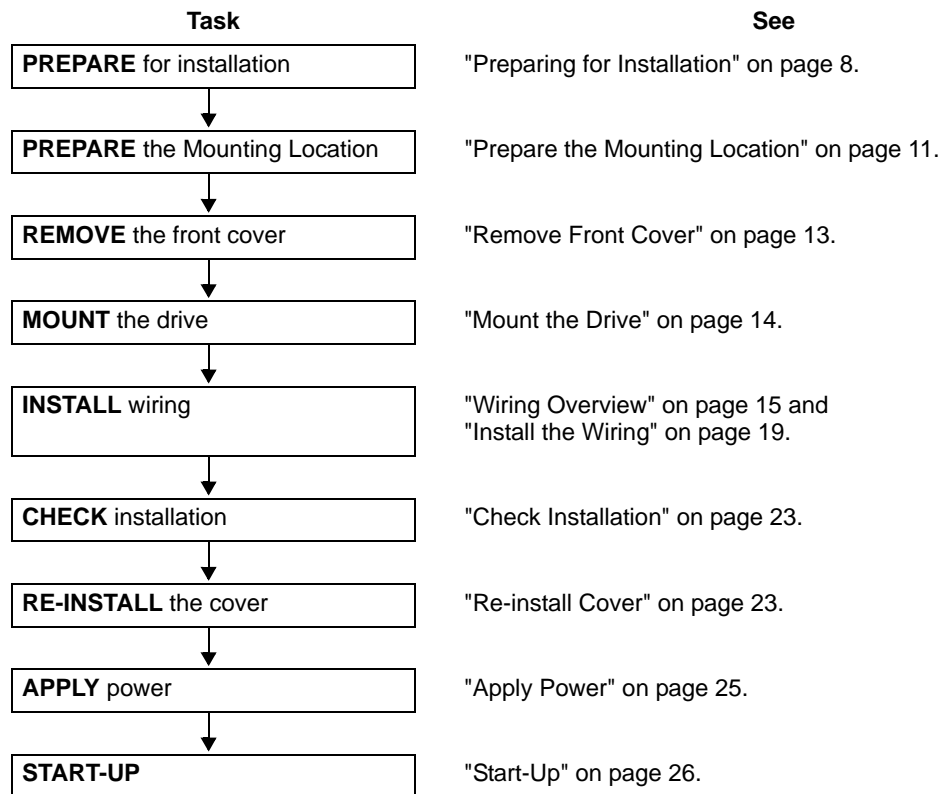 Task See
PREPARE for installation "Preparing for Installation" on page 8.
PREPARE the Mounting Location "Prepare the Mounting Location" on page 11.
REMOVE the front cover "Remove Front Cover" on page 13.
MOUNT the drive "Mount the Drive" on page 14.
INSTALL wiring "Wiring Overview" on page 15 and
"Install the Wiring" on page 19.
CHECK installation "Check Installation" on page 23.
RE-INSTALL the cover "Re-install Cover" on page 23.
APPLY power "Apply Power" on page 25.
START-UP "Start-Up" on page 26.